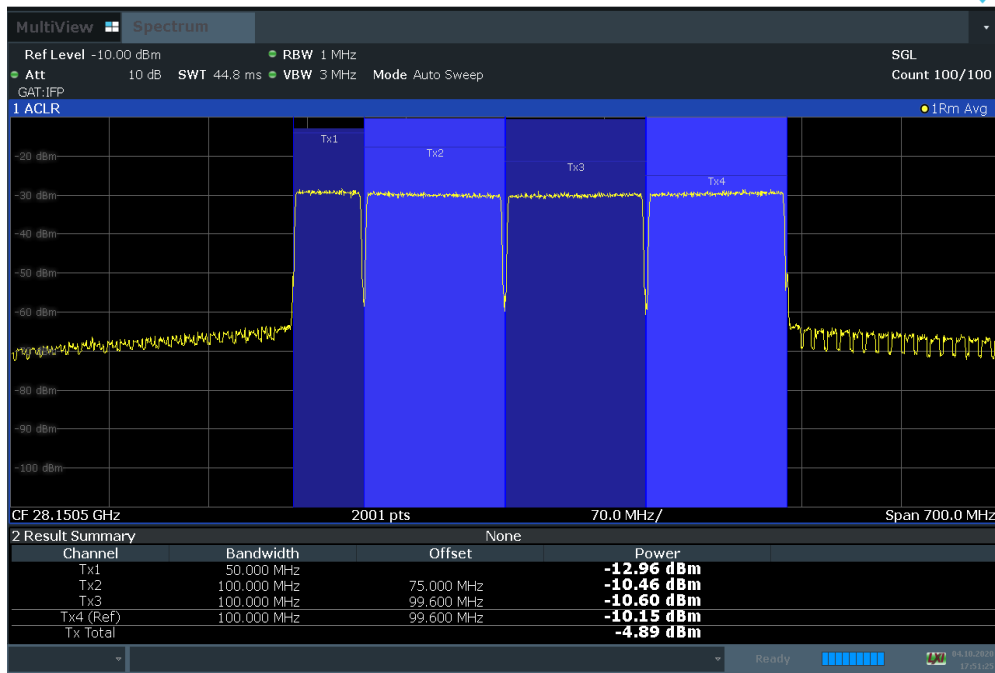 MultiView Spectrum
Ref Level -10.00 dBm RBW 1 MHz SGL
Att 10 dB SWT 44.8 ms VBW 3 MHz Mode Auto Sweep Count 100/100
GAT:IFP
1 ACLR 1Rm Avg
Tx1
Tx2
Tx3
Tx4
-20 dBm
-30 dBm
-40 dBm
-50 dBm
-60 dBm
-80 dBm
-90 dBm
-100 dBm
CF 28.1505 GHz 2001 pts 70.0 MHz/ Span 700.0 MHz
2 Result Summary None
Channel Bandwidth Offset Power
Tx1 50.000 MHz -12.96 dBm
Tx2 100.000 MHz 75.000 MHz -10.46 dBm
Tx3 100.000 MHz 99.600 MHz -10.60 dBm
Tx4 (Ref) 100.000 MHz 99.600 MHz -10.15 dBm
Tx Total -4.89 dBm
Ready 04.10.2020
17:51:25